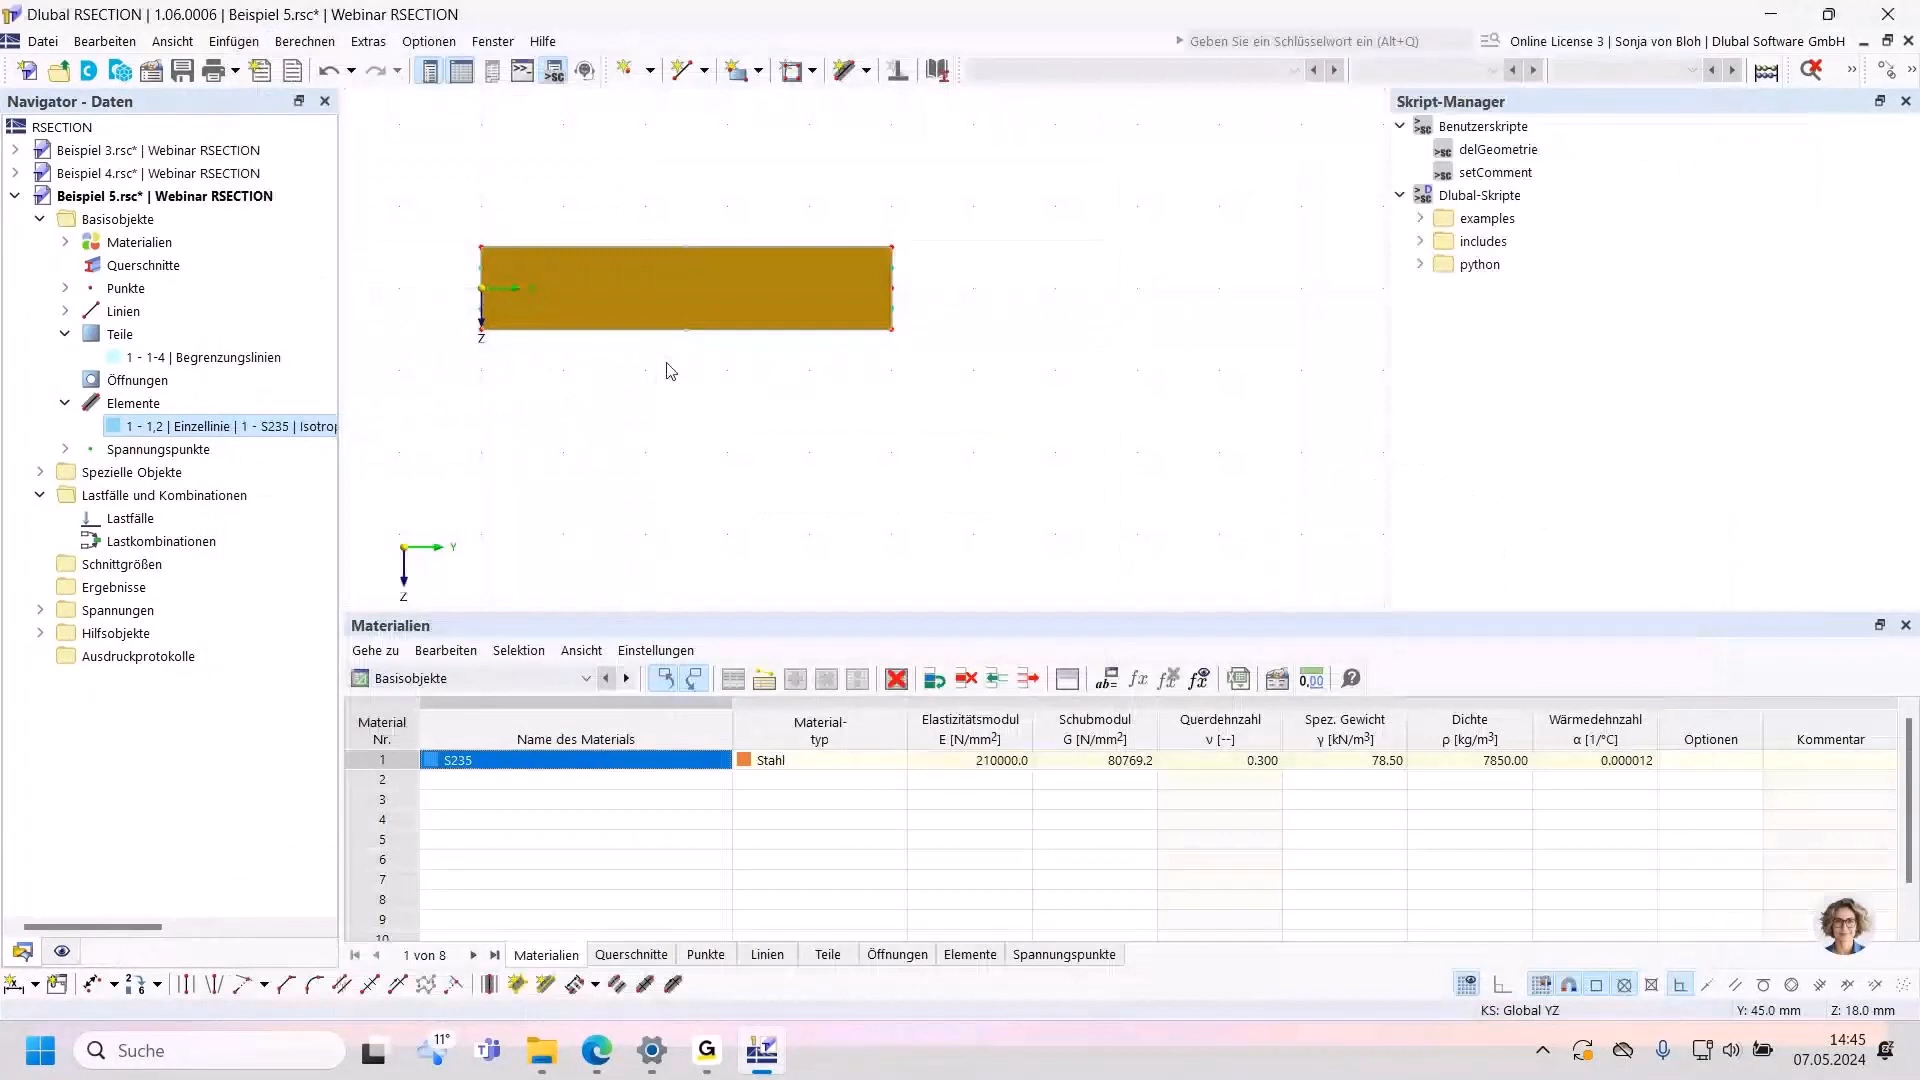 Dlubal RSECTION | 1.06.0006 | Beispiel 5.rsc* | Webinar RSECTION
Datei Bearbeiten Ansicht Einfügen Berechnen Extras Optionen Fenster Hilfe
Geben Sie ein Schlüsselwort ein (Alt+Q)
Online License 3 | Sonja von Bloh | Dlubal Software GmbH
Navigator - Daten
RSECTION
Beispiel 3.rsc* | Webinar RSECTION
Beispiel 4.rsc* | Webinar RSECTION
Beispiel 5.rsc* | Webinar RSECTION
Basisobjekte
Materialien
Querschnitte
Punkte
Linien
Teile
1 - 1-4 | Begrenzungslinien
Öffnungen
Elemente
1 - 1,2 | Einzellinie | 1 - S235 | Isotrop
Spannungspunkte
Spezielle Objekte
Lastfälle und Kombinationen
Lastfälle
Lastkombinationen
Schnittgrößen
Ergebnisse
Spannungen
Hilfsobjekte
Ausdruckprotokolle
Z
Y
Z
Skript-Manager
Benutzerskripte
delGeometrie
setComment
Dlubal-Skripte
examples
includes
python
Materialien
Gehe zu Bearbeiten Selektion Ansicht Einstellungen
Basisobjekte
Material Nr.
Name des Materials
Material-typ
Elastizitätsmodul E [N/mm²]
Schubmodul G [N/mm²]
Querdehnzahl ν [--]
Spez. Gewicht γ [kN/m³]
Dichte ρ [kg/m³]
Wärmedehnzahl α [1/°C]
Optionen
Kommentar
1 S235 Stahl 210000.0 80769.2 0.300 78.50 7850.00 0.000012
2
3
4
5
6
7
8
9
10
1 von 8 Materialien Querschnitte Punkte Linien Teile Öffnungen Elemente Spannungspunkte
KS: Global YZ Y: 45.0 mm Z: 18.0 mm
Suche
11°
14:45
07.05.2024